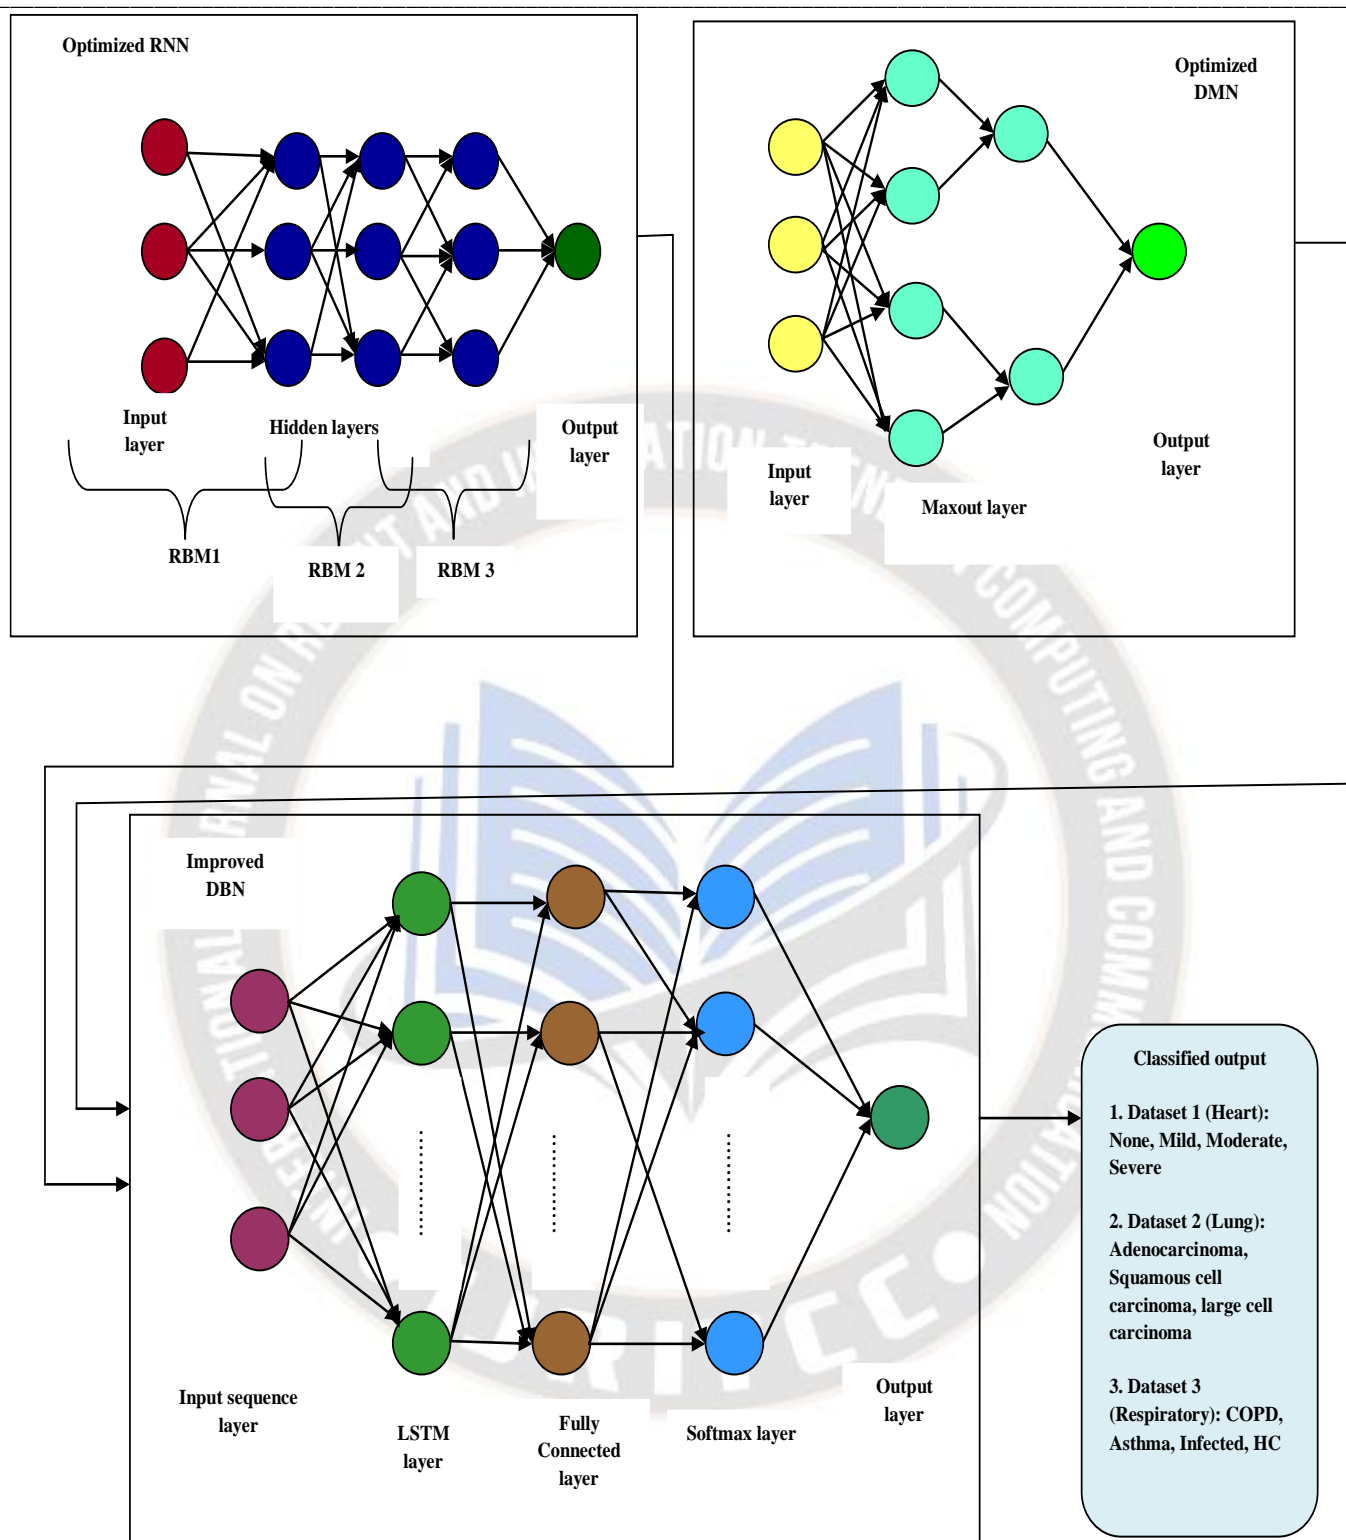 Optimized RNN
Input
layer
Hidden layers
Output
layer
RBM1
RBM 2
RBM 3
Optimized
DMN
Input
layer
Maxout layer
Output
layer
Improved
DBN
Input sequence
layer
LSTM
layer
Fully
Connected
layer
Softmax layer
Output
layer
Classified output
1. Dataset 1 (Heart):
None, Mild, Moderate,
Severe
2. Dataset 2 (Lung):
Adenocarcinoma,
Squamous cell
carcinoma, large cell
carcinoma
3. Dataset 3
(Respiratory): COPD,
Asthma, Infected, HC